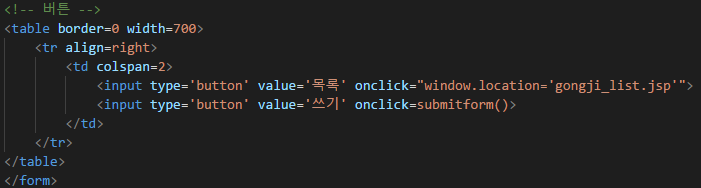 <!-- 버튼 -->
<table border=0 width=700>
    <tr align=right>
        <td colspan=2>
            <input type='button' value='목록' onclick="window.location='gongji_list.jsp'">
            <input type='button' value='쓰기' onclick=submitform()>
        </td>
    </tr>
</table>
</form>